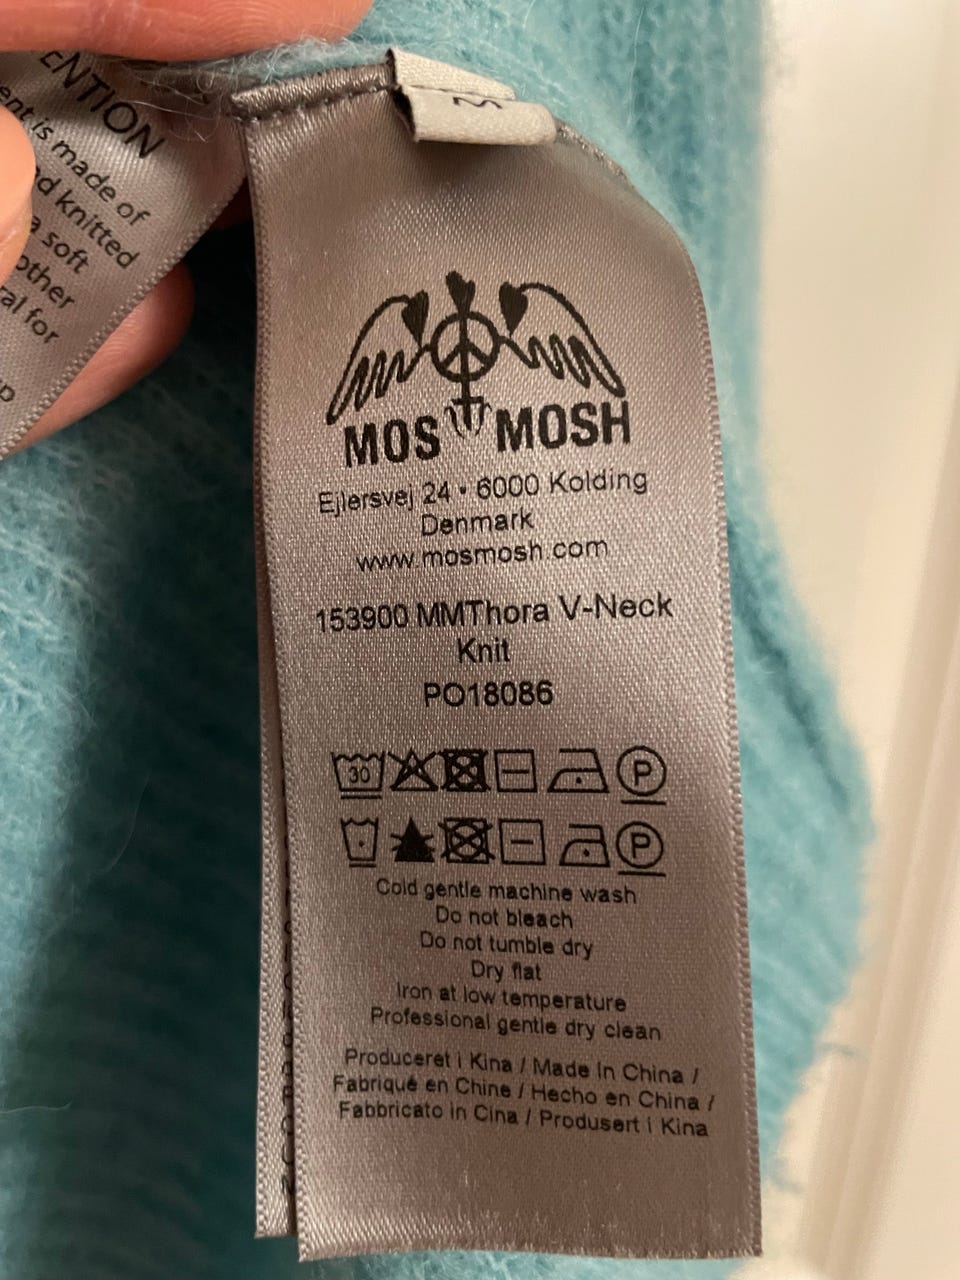 M
MOS MOSH
Ejlersvej 24 • 6000 Kolding
Denmark
www.mosmosh.com
153900 MMThora V-Neck
Knit
PO18086
30 P
P
Cold gentle machine wash
Do not bleach
Do not tumble dry
Dry flat
Iron at low temperature
Professional gentle dry clean
Produceret i Kina / Made In China /
Fabriqué en Chine / Hecho en China /
Fabbricato in Cina / Produsert i Kina
ENTION
ent is made of
ed knitted
a soft
other
ral for